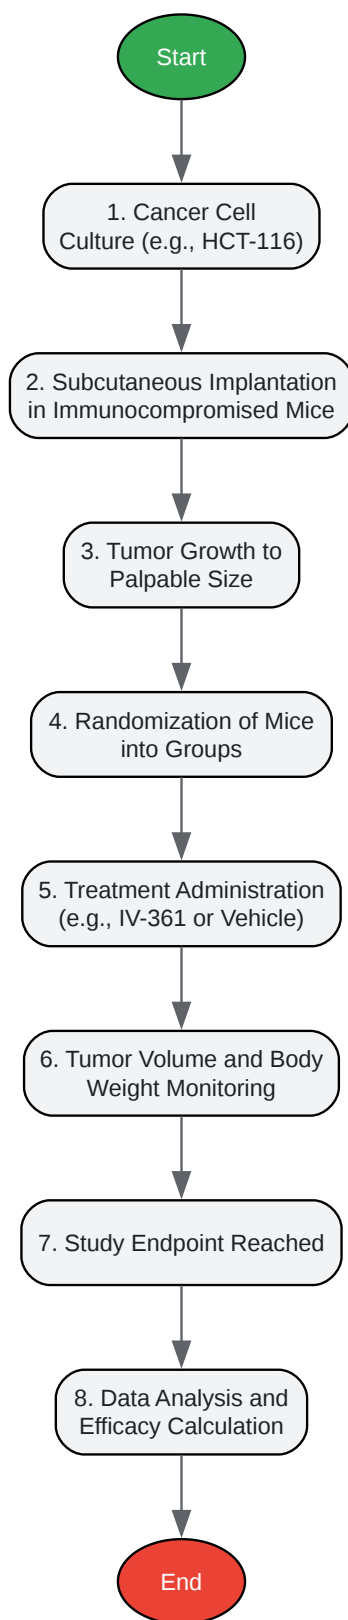 Start
1. Cancer Cell
Culture (e.g., HCT-116)
2. Subcutaneous Implantation
in Immunocompromised Mice
3. Tumor Growth to
Palpable Size
4. Randomization of Mice
into Groups
5. Treatment Administration
(e.g., IV-361 or Vehicle)
6. Tumor Volume and Body
Weight Monitoring
7. Study Endpoint Reached
8. Data Analysis and
Efficacy Calculation
End